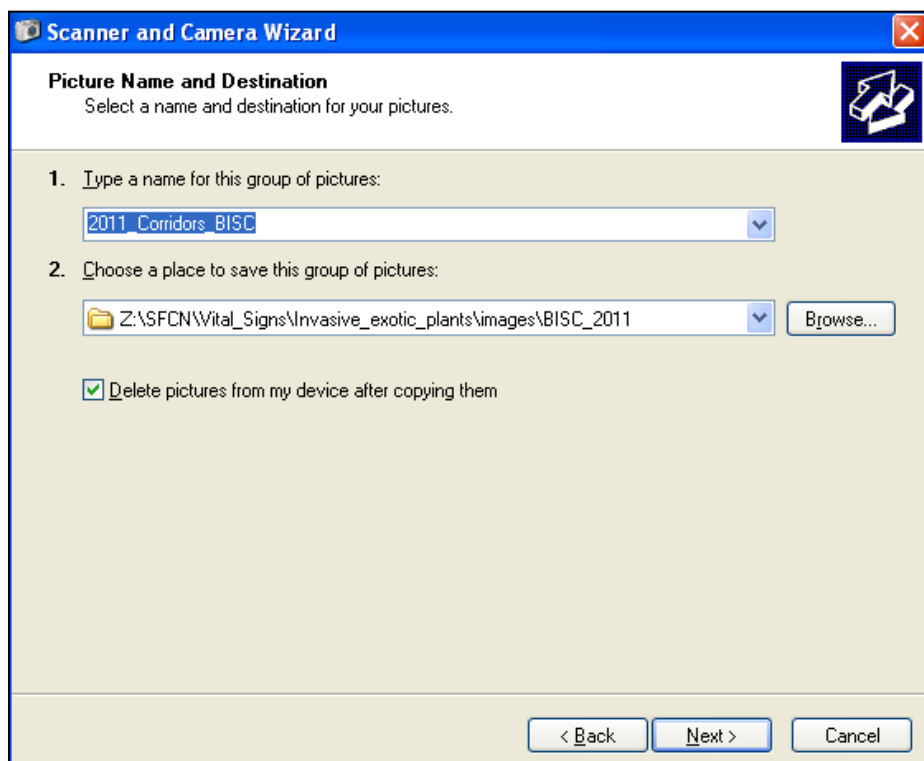 Scanner and Camera Wizard
Picture Name and Destination
Select a name and destination for your pictures.
1. Type a name for this group of pictures:
2011_Corridors_BISC
2. Choose a place to save this group of pictures:
Z:\SFCN\Vital_Signs\Invasive_exotic_plants\images\BISC_2011
Browse...
Delete pictures from my device after copying them
< Back Next > Cancel